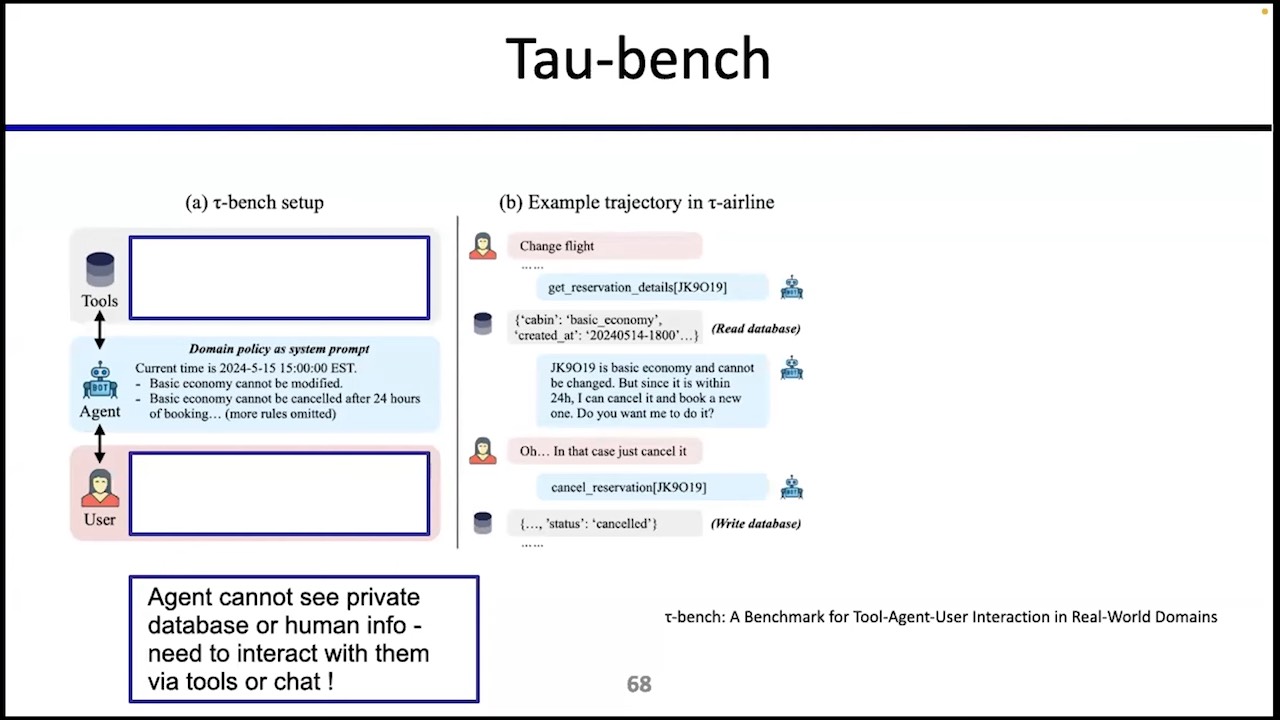 Tau-bench
(a) τ-bench setup
Tools
Domain policy as system prompt
Current time is 2024-5-15 15:00:00 EST.
- Basic economy cannot be modified.
- Basic economy cannot be cancelled after 24 hours
of booking… (more rules omitted)
BOT
Agent
User
(b) Example trajectory in τ-airline
Change flight
......
get_reservation_details[JK9O19]
BOT
{‘cabin’: ‘basic_economy’,
‘created_at’: ‘20240514-1800’…}
(Read database)
JK9O19 is basic economy and cannot
be changed. But since it is within
24h, I can cancel it and book a new
one. Do you want me to do it?
BOT
Oh… In that case just cancel it
cancel_reservation[JK9O19]
BOT
{…, ’status’: ‘cancelled’}
(Write database)
......
Agent cannot see private
database or human info -
need to interact with them
via tools or chat !
τ-bench: A Benchmark for Tool-Agent-User Interaction in Real-World Domains
68